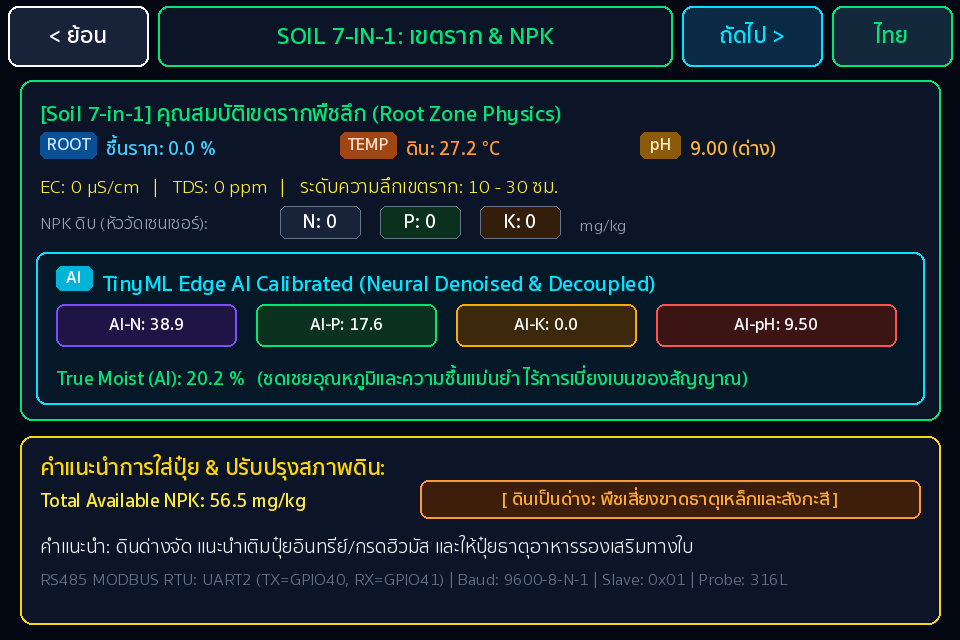 < ย้อน
SOIL 7-IN-1: เขตราก & NPK
ถัดไป >
ไทย
[Soil 7-in-1] คุณสมบัติเขตรากพืชลึก (Root Zone Physics)
ROOT ชื้นราก: 0.0 %
TEMP ดิน: 27.2 °C
pH 9.00 (ด่าง)
EC: 0 µS/cm | TDS: 0 ppm | ระดับความลึกเขตราก: 10 - 30 ซม.
NPK ดิบ (หัววัดเซนเซอร์): N: 0 P: 0 K: 0 mg/kg
AI TinyML Edge AI Calibrated (Neural Denoised & Decoupled)
AI-N: 38.9
AI-P: 17.6
AI-K: 0.0
AI-pH: 9.50
True Moist (AI): 20.2 % (ชดเชยอุณหภูมิและความชื้นแม่นยำ ไร้การเบี่ยงเบนของสัญญาณ)
คำแนะนำการใส่ปุ๋ย & ปรับปรุงสภาพดิน:
Total Available NPK: 56.5 mg/kg
[ ดินเป็นด่าง: พืชเสี่ยงขาดธาตุเหล็กและสังกะสี ]
คำแนะนำ: ดินด่างจัด แนะนำเติมปุ๋ยอินทรีย์/กรดฮิวมัส และให้ปุ๋ยธาตุอาหารรองเสริมทางใบ
RS485 MODBUS RTU: UART2 (TX=GPIO40, RX=GPIO41) | Baud: 9600-8-N-1 | Slave: 0x01 | Probe: 316L